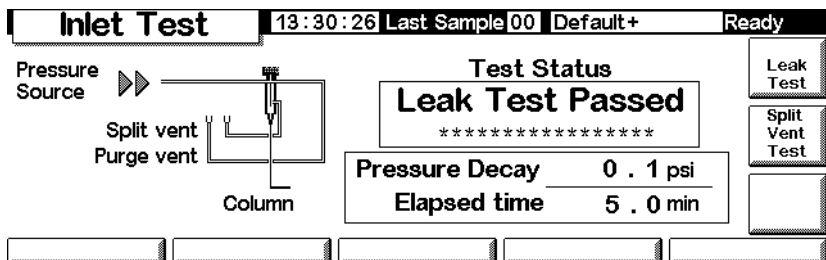 Inlet Test 13:30:26 Last Sample 00 Default+ Ready
Pressure
Source
Split vent
Purge vent
Column
Test Status
Leak Test Passed
*****************
Pressure Decay 0.1 psi
Elapsed time 5.0 min
Leak
Test
Split
Vent
Test